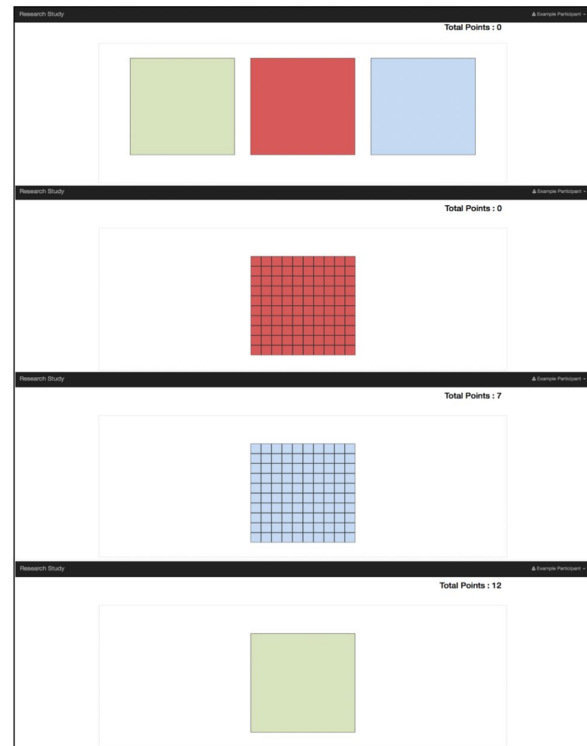 Research Study Example Participant
Total Points : 0
Research Study Example Participant
Total Points : 0
Research Study Example Participant
Total Points : 7
Research Study Example Participant
Total Points : 12